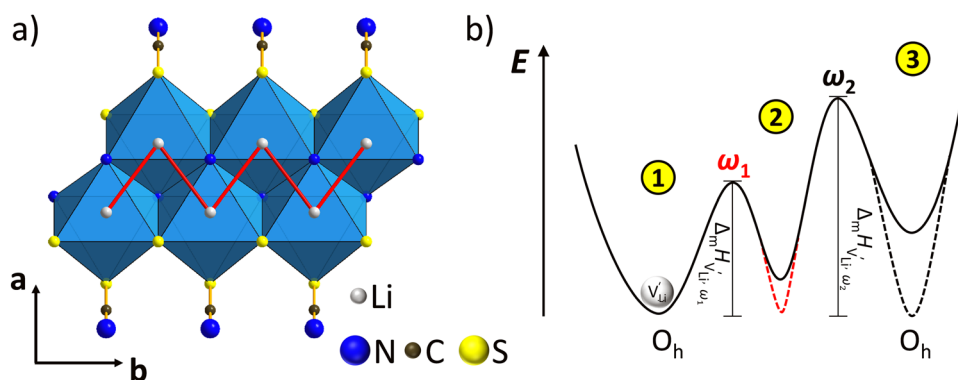 a)
a
b
Li
N C S
b)
E
1
ω₁
2
ω₂
3
V'Li
ΔₘH V'Li, ω₁
ΔₘH V'Li, ω₂
Oₕ
Oₕ